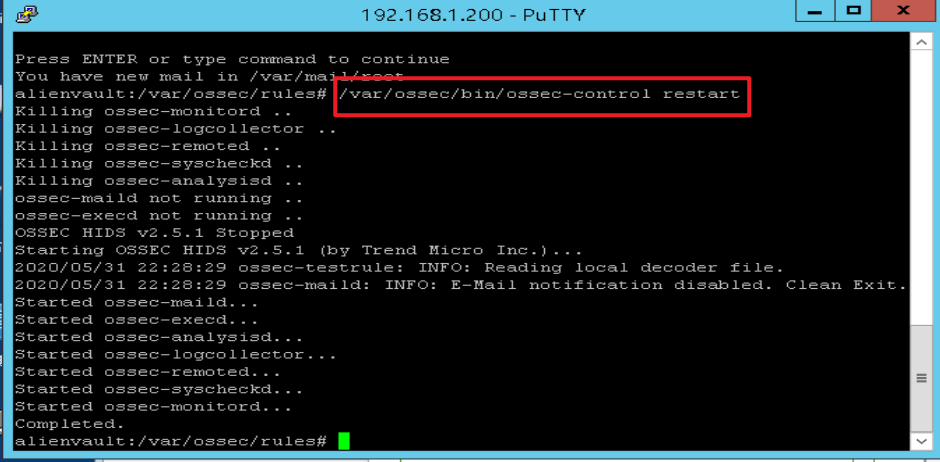 192.168.1.200 - PuTTY
Press ENTER or type command to continue
You have new mail in /var/mail/root
alienvault:/var/ossec/rules# /var/ossec/bin/ossec-control restart
Killing ossec-monitord ..
Killing ossec-logcollector ..
Killing ossec-remoted ..
Killing ossec-syscheckd ..
Killing ossec-analysisd ..
ossec-maild not running ..
ossec-execd not running ..
OSSEC HIDS v2.5.1 Stopped
Starting OSSEC HIDS v2.5.1 (by Trend Micro Inc.)...
2020/05/31 22:28:29 ossec-testrule: INFO: Reading local decoder file.
2020/05/31 22:28:29 ossec-maild: INFO: E-Mail notification disabled. Clean Exit.
Started ossec-maild...
Started ossec-execd...
Started ossec-analysisd...
Started ossec-logcollector...
Started ossec-remoted...
Started ossec-syscheckd...
Started ossec-monitord...
Completed.
alienvault:/var/ossec/rules#